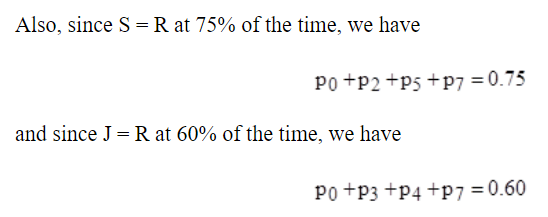 Also, since S = R at 75% of the time, we have
p0 +p2 +p5 +p7 = 0.75
and since J = R at 60% of the time, we have
p0 +p3 +p4 +p7 = 0.60